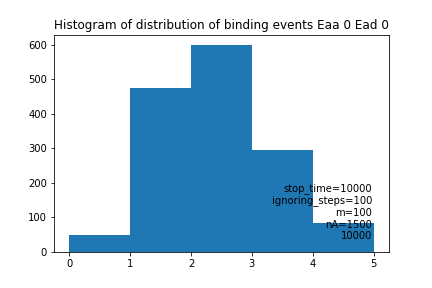 Histogram of distribution of binding events Eaa 0 Ead 0
600
500
400
300
200
100
0
stop_time=10000
ignoring_steps=100
m=100
nA=1500
10000
0 1 2 3 4 5